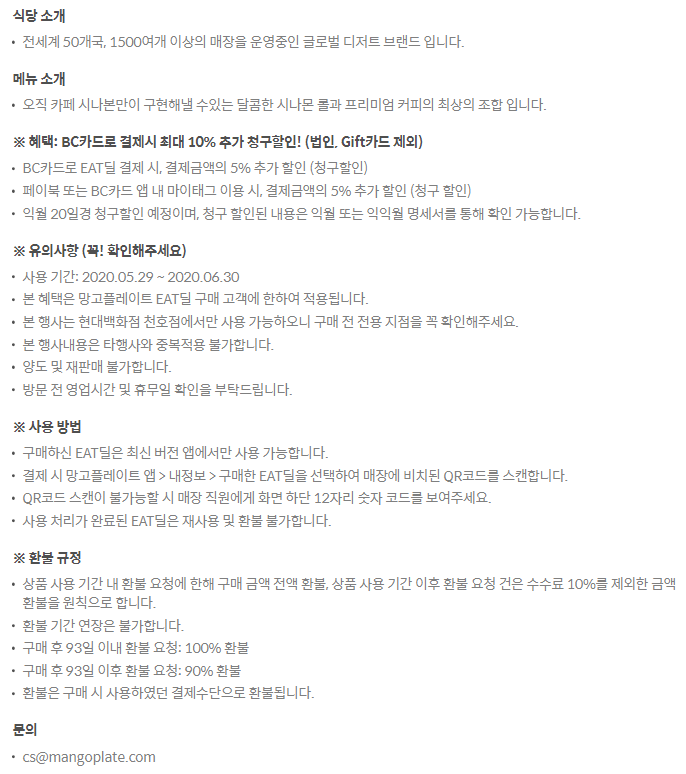 식당 소개
• 전세계 50개국, 1500여개 이상의 매장을 운영중인 글로벌 디저트 브랜드 입니다.
메뉴 소개
• 오직 카페 시나본만이 구현해낼 수있는 달콤한 시나몬 롤과 프리미엄 커피의 최상의 조합 입니다.
※ 혜택: BC카드로 결제시 최대 10% 추가 청구할인! (법인, Gift카드 제외)
• BC카드로 EAT딜 결제 시, 결제금액의 5% 추가 할인 (청구할인)
• 페이북 또는 BC카드 앱 내 마이태그 이용 시, 결제금액의 5% 추가 할인 (청구 할인)
• 익월 20일경 청구할인 예정이며, 청구 할인된 내용은 익월 또는 익익월 명세서를 통해 확인 가능합니다.
※ 유의사항 (꼭! 확인해주세요)
• 사용 기간: 2020.05.29 ~ 2020.06.30
• 본 혜택은 망고플레이트 EAT딜 구매 고객에 한하여 적용됩니다.
• 본 행사는 현대백화점 천호점에서만 사용 가능하오니 구매 전 전용 지점을 꼭 확인해주세요.
• 본 행사내용은 타행사와 중복적용 불가합니다.
• 양도 및 재판매 불가합니다.
• 방문 전 영업시간 및 휴무일 확인을 부탁드립니다.
※ 사용 방법
• 구매하신 EAT딜은 최신 버전 앱에서만 사용 가능합니다.
• 결제 시 망고플레이트 앱 > 내정보 > 구매한 EAT딜을 선택하여 매장에 비치된 QR코드를 스캔합니다.
• QR코드 스캔이 불가능할 시 매장 직원에게 화면 하단 12자리 숫자 코드를 보여주세요.
• 사용 처리가 완료된 EAT딜은 재사용 및 환불 불가합니다.
※ 환불 규정
• 상품 사용 기간 내 환불 요청에 한해 구매 금액 전액 환불, 상품 사용 기간 이후 환불 요청 건은 수수료 10%를 제외한 금액
환불을 원칙으로 합니다.
• 환불 기간 연장은 불가합니다.
• 구매 후 93일 이내 환불 요청: 100% 환불
• 구매 후 93일 이후 환불 요청: 90% 환불
• 환불은 구매 시 사용하였던 결제수단으로 환불됩니다.
문의
• cs@mangoplate.com